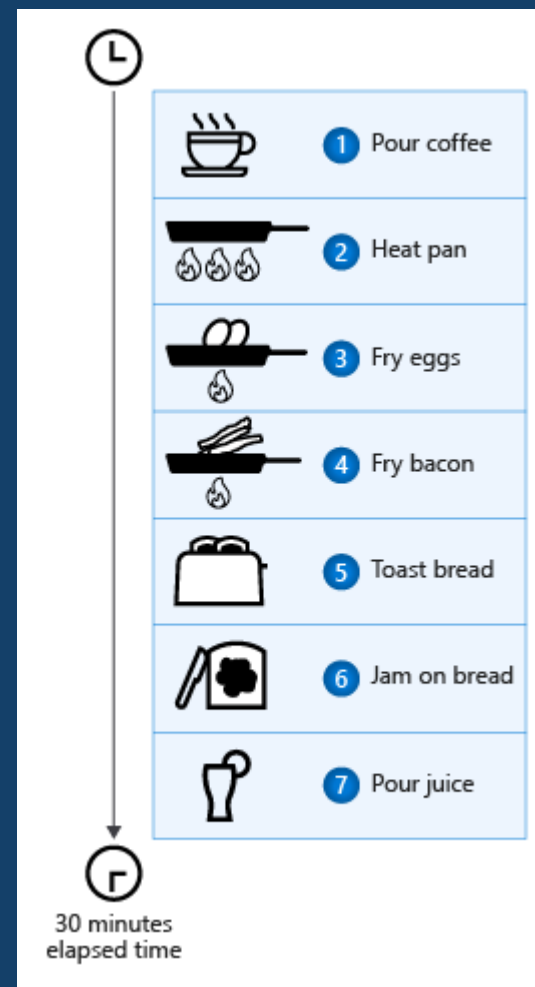 1 Pour coffee
2 Heat pan
3 Fry eggs
4 Fry bacon
5 Toast bread
6 Jam on bread
7 Pour juice
30 minutes
elapsed time